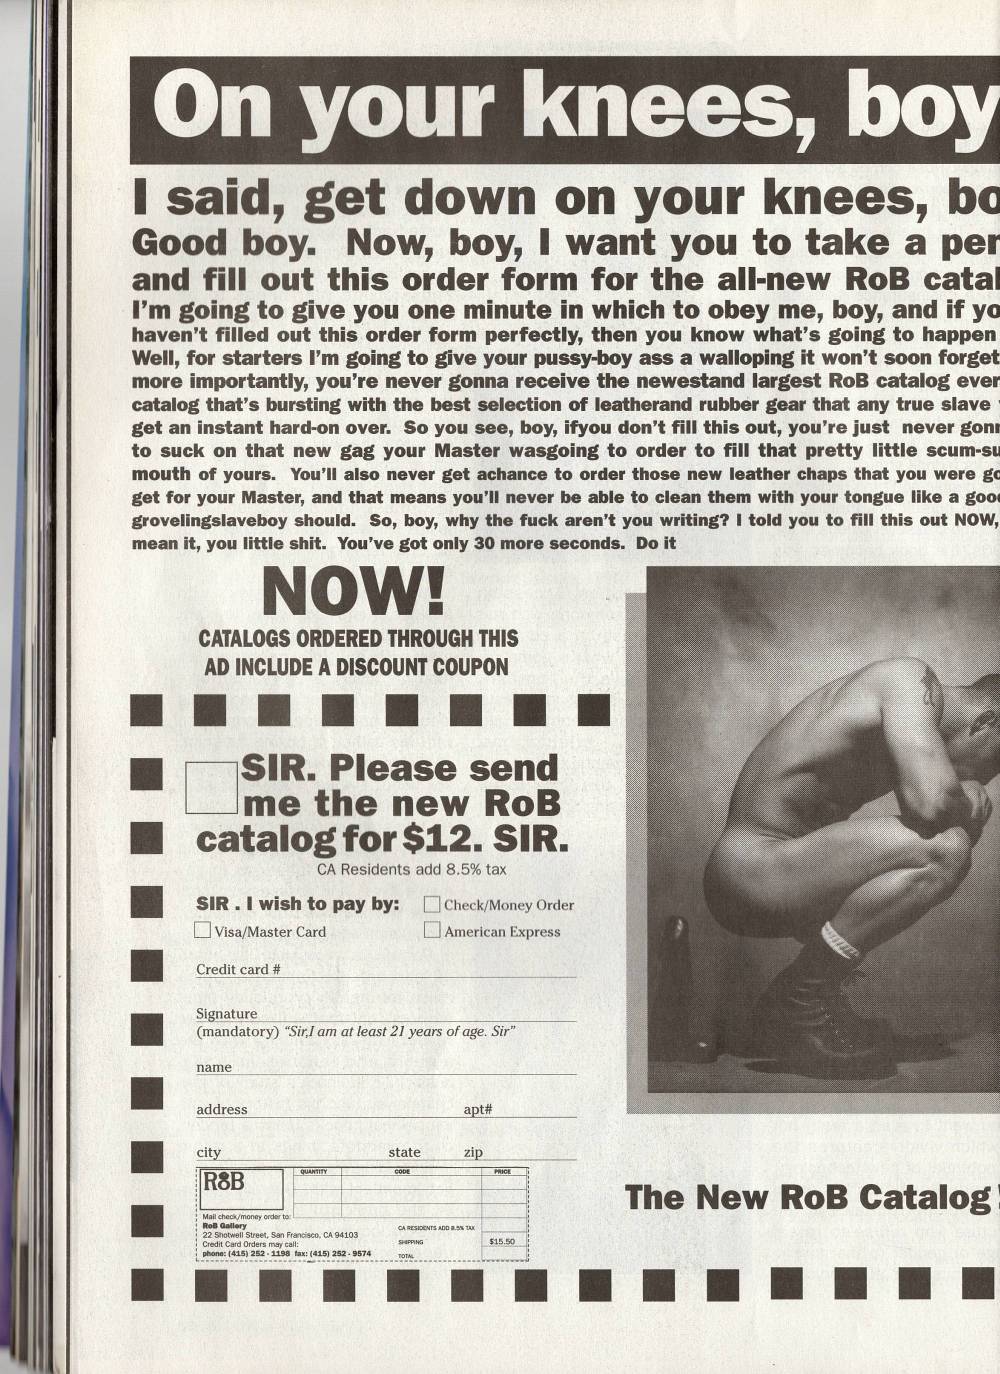 On your knees, boy
I said, get down on your knees, bo
Good boy. Now, boy, I want you to take a per
and fill out this order form for the all-new RoB catal
I'm going to give you one minute in which to obey me, boy, and if yo
haven't filled out this order form perfectly, then you know what's going to happen
Well, for starters I'm going to give your pussy-boy ass a walloping it won't soon forget
more importantly, you're never gonna receive the newestand largest RoB catalog ever
catalog that's bursting with the best selection of leatherand rubber gear that any true slave
get an instant hard-on over. So you see, boy, ifyou don't fill this out, you're just never gonr
to suck on that new gag your Master wasgoing to order to fill that pretty little scum-su
mouth of yours. You'll also never get achance to order those new leather chaps that you were go
get for your Master, and that means you'll never be able to clean them with your tongue like a good
grovelingslaveboy should. So, boy, why the fuck aren't you writing? I told you to fill this out NOW,
mean it, you little shit. You've got only 30 more seconds. Do it
NOW!
CATALOGS ORDERED THROUGH THIS
AD INCLUDE A DISCOUNT COUPON
SIR. Please send
me the new RoB
catalog for $12. SIR.
CA Residents add 8.5% tax
SIR . I wish to pay by:
Check/Money Order
Visa/Master Card
American Express
Credit card #
Signature
(mandatory) "Sir,I am at least 21 years of age. Sir"
name
address apt#
city state zip
RoB
QUANTITY CODE PRICE
Mail check/money order to:
RoB Gallery
22 Shotwell Street, San Francisco, CA 94103
Credit Card Orders may call:
phone: (415) 252 - 1198 fax: (415) 252 - 9574
CA RESIDENTS ADD 8.5% TAX
SHIPPING $15.50
TOTAL
The New RoB Catalog